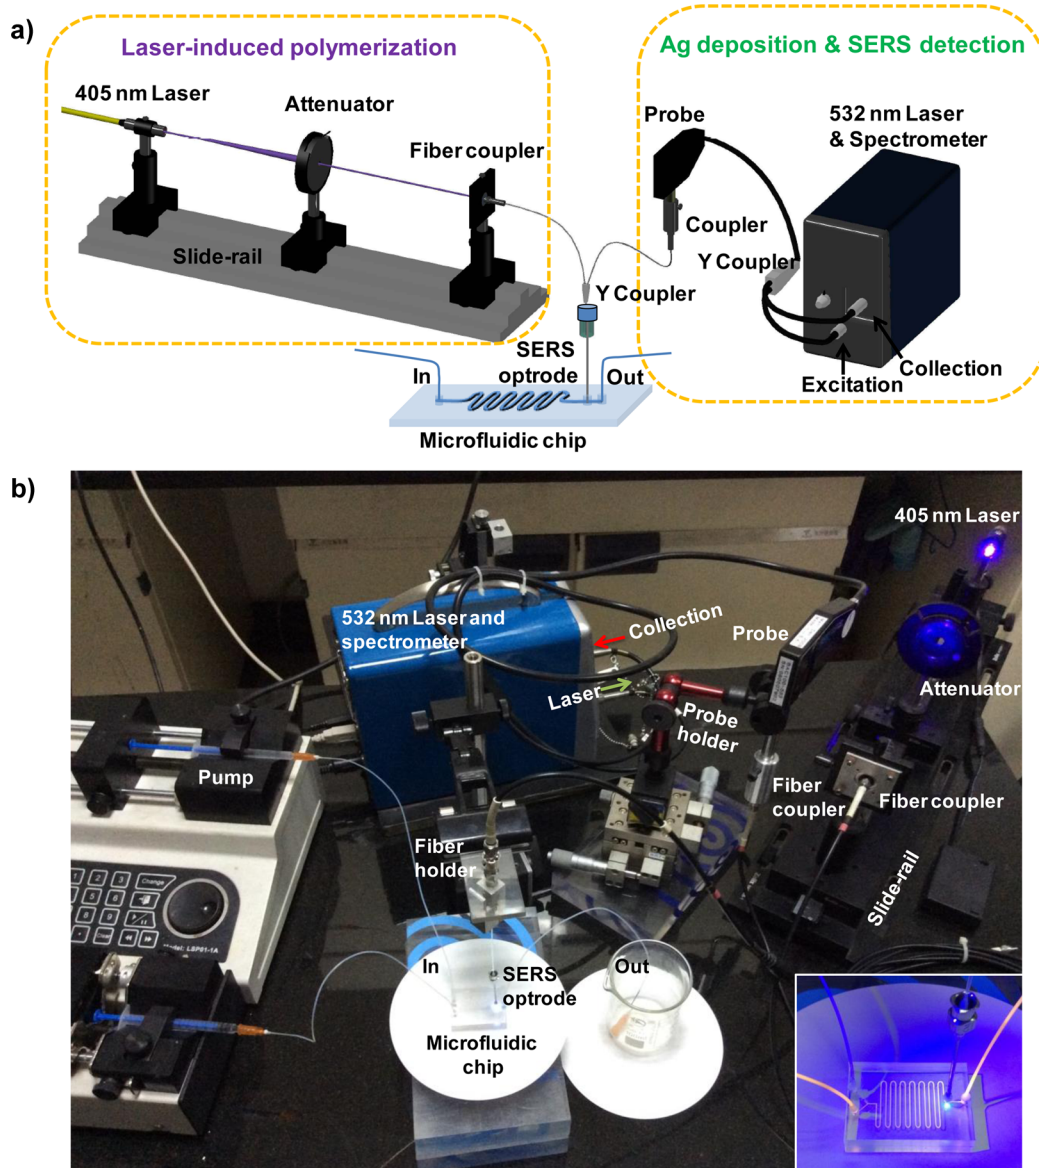 a)
Laser-induced polymerization
405 nm Laser
Attenuator
Fiber coupler
Slide-rail
Ag deposition & SERS detection
Probe
532 nm Laser
& Spectrometer
Coupler
Y Coupler
Y Coupler
SERS
optrode
In
Out
Excitation
Collection
Microfluidic chip
b)
405 nm Laser
532 nm Laser and
spectrometer
Collection
Laser
Probe
Attenuator
Probe
holder
Pump
Fiber
coupler
Fiber coupler
Fiber
holder
Slide-rail
Change
Clear
Model: LSP01-1A
In
SERS
optrode
Out
Microfluidic
chip